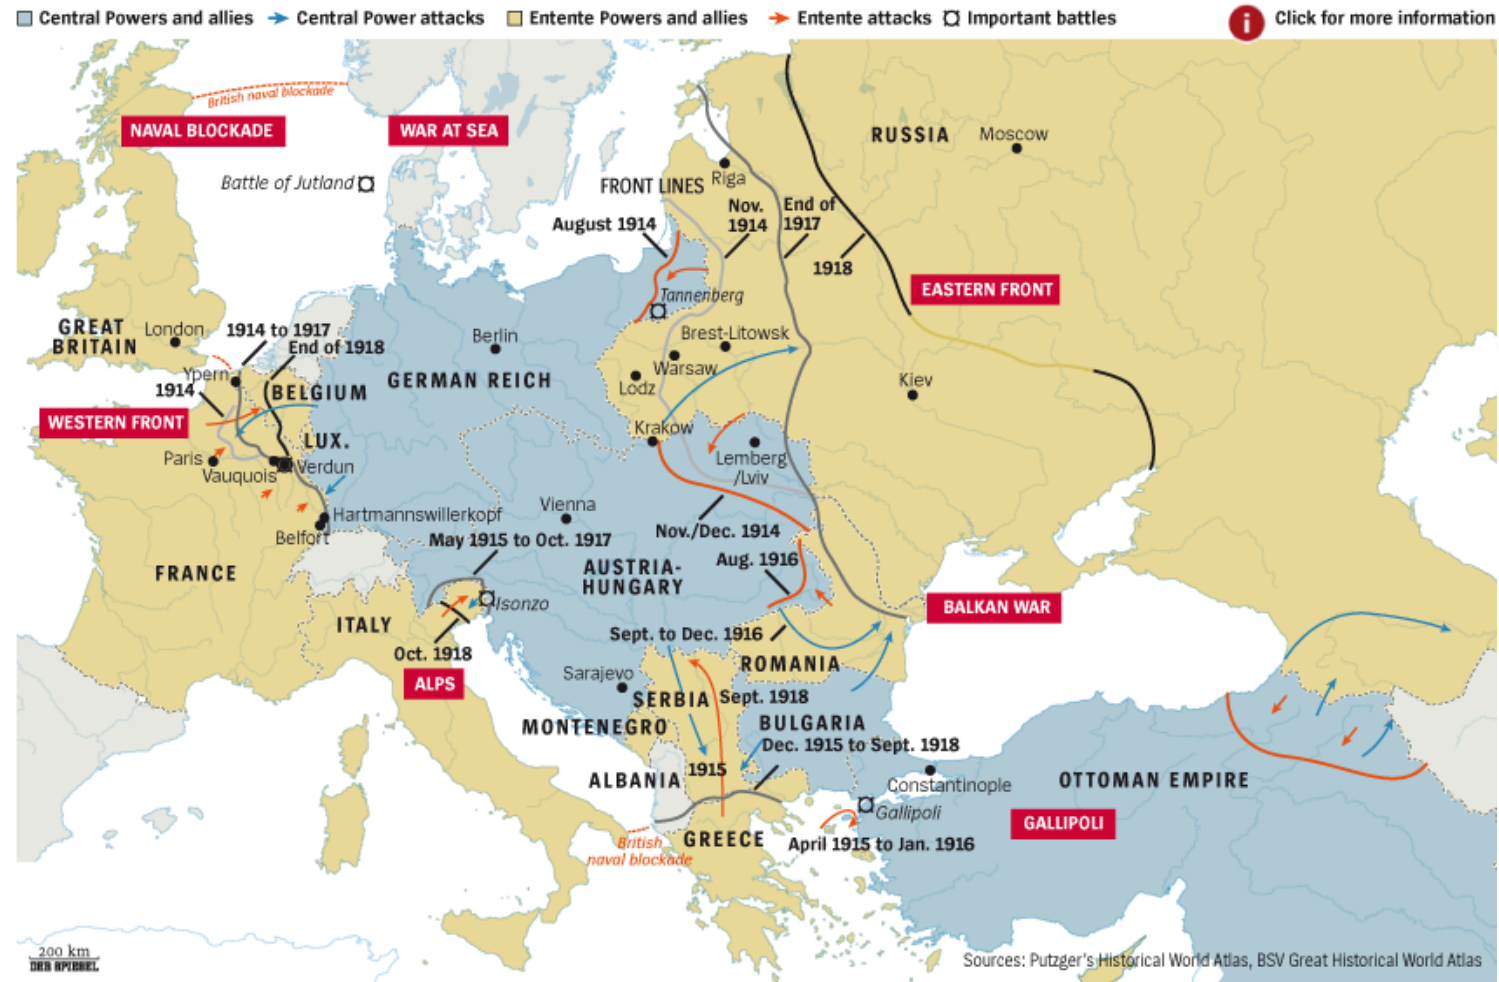 Central Powers and allies
Central Power attacks
Entente Powers and allies
Entente attacks
Important battles
i
Click for more information
British naval blockade
NAVAL BLOCKADE
WAR AT SEA
RUSSIA
Moscow
Battle of Jutland
FRONT LINES
Riga
August 1914
Nov.
1914
End of
1917
1918
EASTERN FRONT
Tannenberg
GREAT
BRITAIN
London
1914 to 1917
End of 1918
Berlin
Brest-Litowsk
Warsaw
Lodz
Kiev
Ypern
1914
BELGIUM
GERMAN REICH
WESTERN FRONT
LUX.
Krakow
Lemberg
/Lviv
Paris
Vauquois
Verdun
Hartmannswillerkopf
Belfort
Vienna
May 1915 to Oct. 1917
Nov./Dec. 1914
Aug. 1916
FRANCE
AUSTRIA-
HUNGARY
Isonzo
ITALY
BALKAN WAR
Sept. to Dec. 1916
Oct. 1918
ALPS
ROMANIA
Sarajevo
SERBIA
Sept. 1918
MONTENEGRO
BULGARIA
Dec. 1915 to Sept. 1918
ALBANIA
1915
Constantinople
OTTOMAN EMPIRE
Gallipoli
GALLIPOLI
GREECE
British
naval blockade
April 1915 to Jan. 1916
200 km
DER SPIEGEL
Sources: Putzger's Historical World Atlas, BSV Great Historical World Atlas